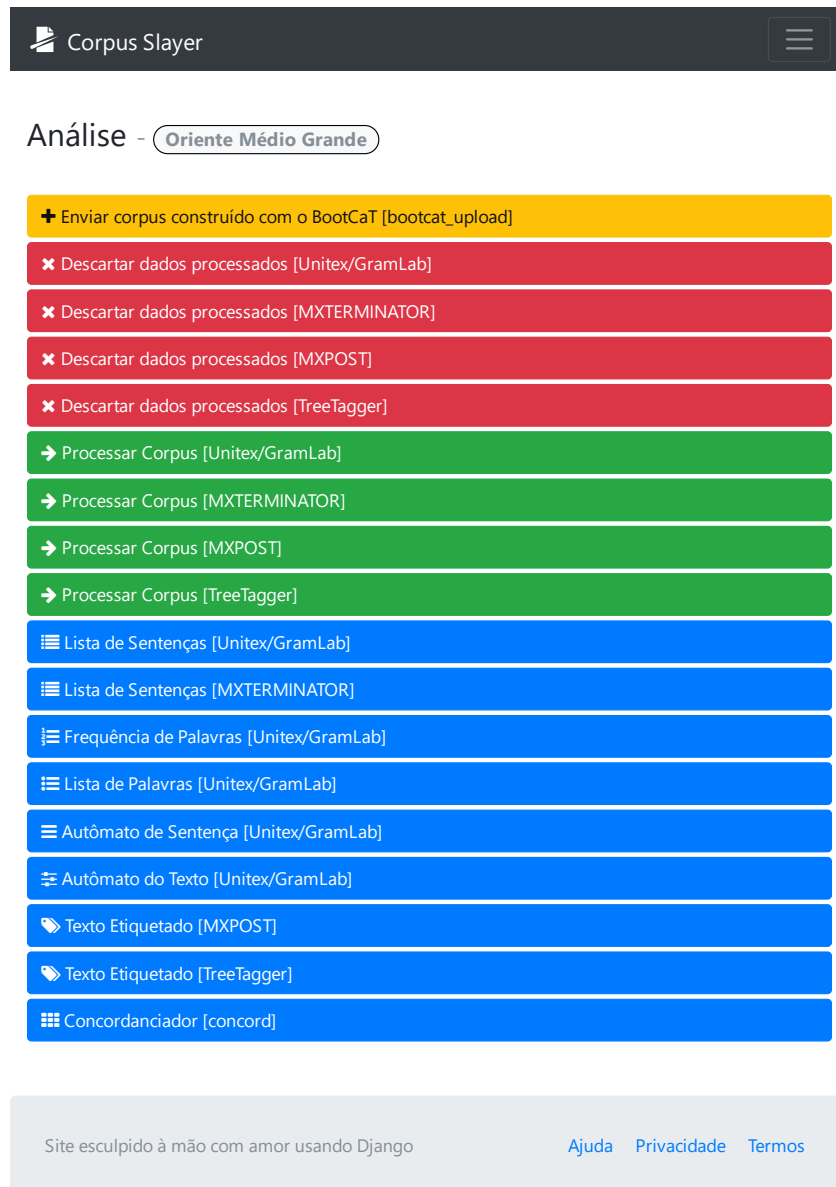 Corpus Slayer
Análise - Oriente Médio Grande
Enviar corpus construído com o BootCaT [bootcat_upload]
Descartar dados processados [Unitex/GramLab]
Descartar dados processados [MXTERMINATOR]
Descartar dados processados [MXPOST]
Descartar dados processados [TreeTagger]
Processar Corpus [Unitex/GramLab]
Processar Corpus [MXTERMINATOR]
Processar Corpus [MXPOST]
Processar Corpus [TreeTagger]
Lista de Sentenças [Unitex/GramLab]
Lista de Sentenças [MXTERMINATOR]
Frequência de Palavras [Unitex/GramLab]
Lista de Palavras [Unitex/GramLab]
Autômato de Sentença [Unitex/GramLab]
Autômato do Texto [Unitex/GramLab]
Texto Etiquetado [MXPOST]
Texto Etiquetado [TreeTagger]
Concordanciador [concord]
Site esculpido à mão com amor usando Django Ajuda Privacidade Termos